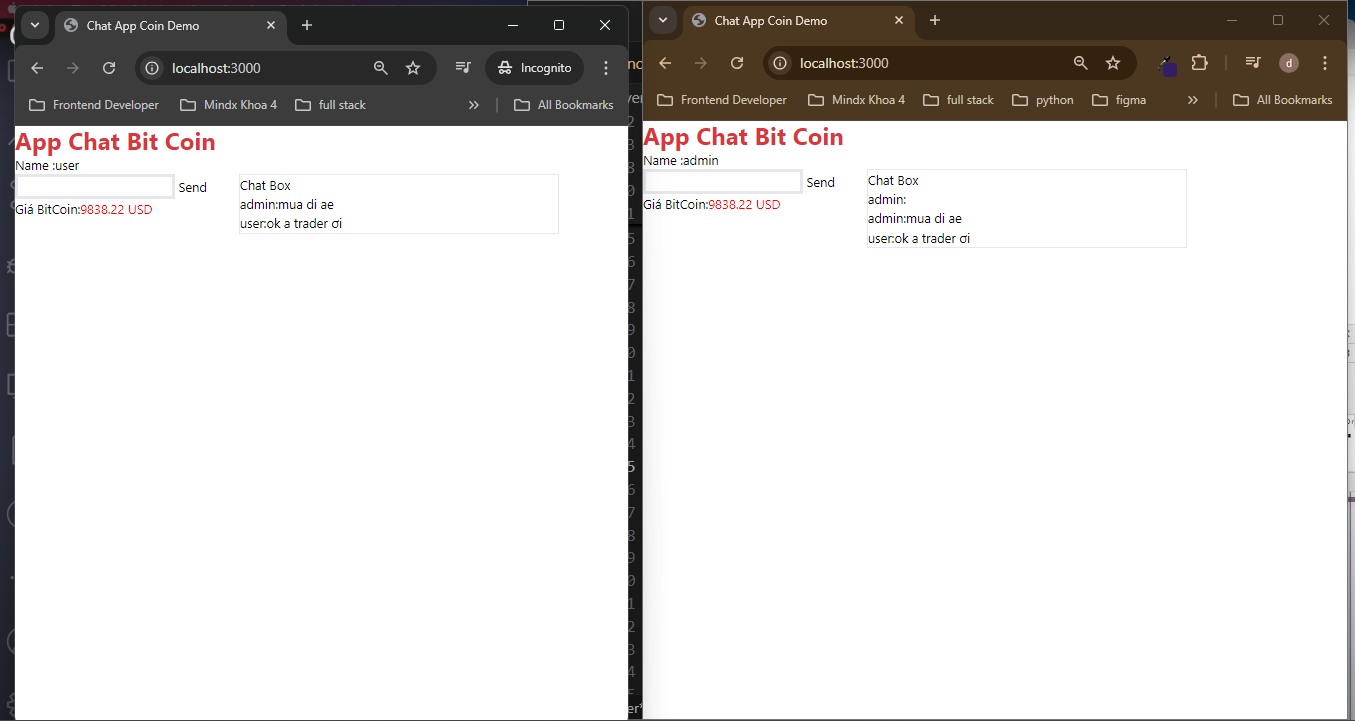 Chat App Coin Demo
localhost:3000
Incognito
Frontend Developer
Mindx Khoa 4
full stack
All Bookmarks
App Chat Bit Coin
Name :user
Send
Giá BitCoin:9838.22 USD
Chat Box
admin:mua di ae
user:ok a trader ơi
Chat App Coin Demo
localhost:3000
d
Frontend Developer
Mindx Khoa 4
full stack
python
figma
All Bookmarks
App Chat Bit Coin
Name :admin
Send
Giá BitCoin:9838.22 USD
Chat Box
admin:
admin:mua di ae
user:ok a trader ơi